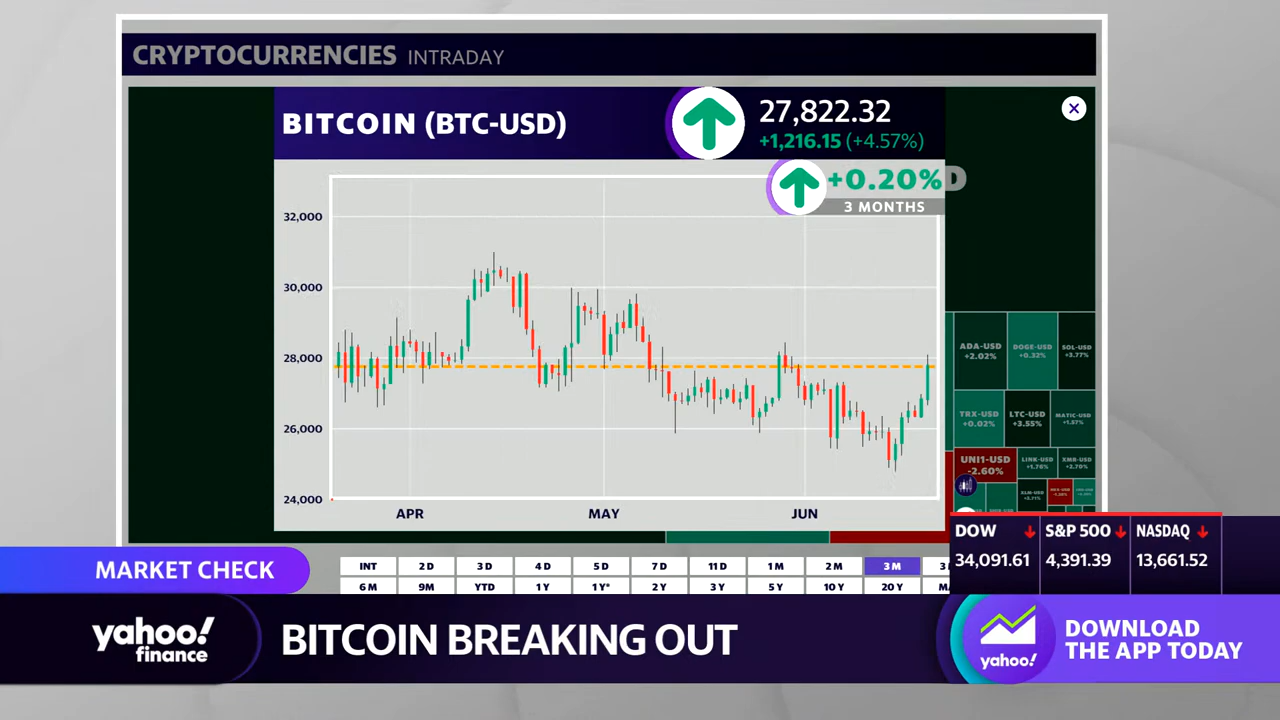 CRYPTOCURRENCIES INTRADAY
BITCOIN (BTC-USD)
27,822.32
+1,216.15 (+4.57%)
+0.20%
3 MONTHS
32,000
30,000
28,000
26,000
24,000
APR MAY JUN
ADA-USD
+2.02%
DOGE-USD
+0.32%
SOL-USD
+3.77%
TRX-USD
+0.02%
LTC-USD
+3.55%
MATIC-USD
+1.57%
UNI1-USD
-2.60%
LINK-USD
+1.76%
XMR-USD
+2.70%
XLM-USD
DOW
34,091.61
S&P 500
4,391.39
NASDAQ
13,661.52
INT 2 D 3 D 4 D 5 D 7 D 11 D 1 M 2 M 3 M
6 M 9M YTD 1 Y 1 Y* 2 Y 3 Y 5 Y 10 Y 20 Y
MARKET CHECK
yahoo!
finance
BITCOIN BREAKING OUT
yahoo!
DOWNLOAD
THE APP TODAY